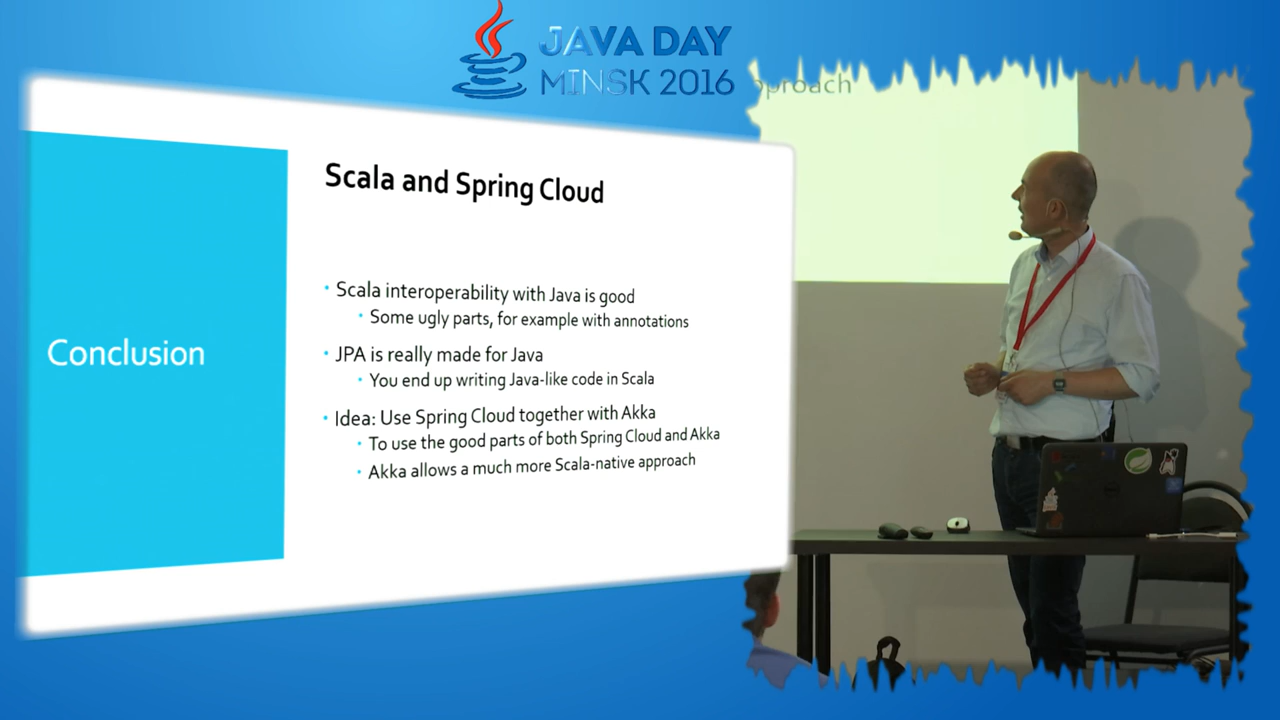 JAVA DAY
MINSK 2016
Conclusion
Scala and Spring Cloud
• Scala interoperability with Java is good
• Some ugly parts, for example with annotations
• JPA is really made for Java
• You end up writing Java-like code in Scala
• Idea: Use Spring Cloud together with Akka
• To use the good parts of both Spring Cloud and Akka
• Akka allows a much more Scala-native approach